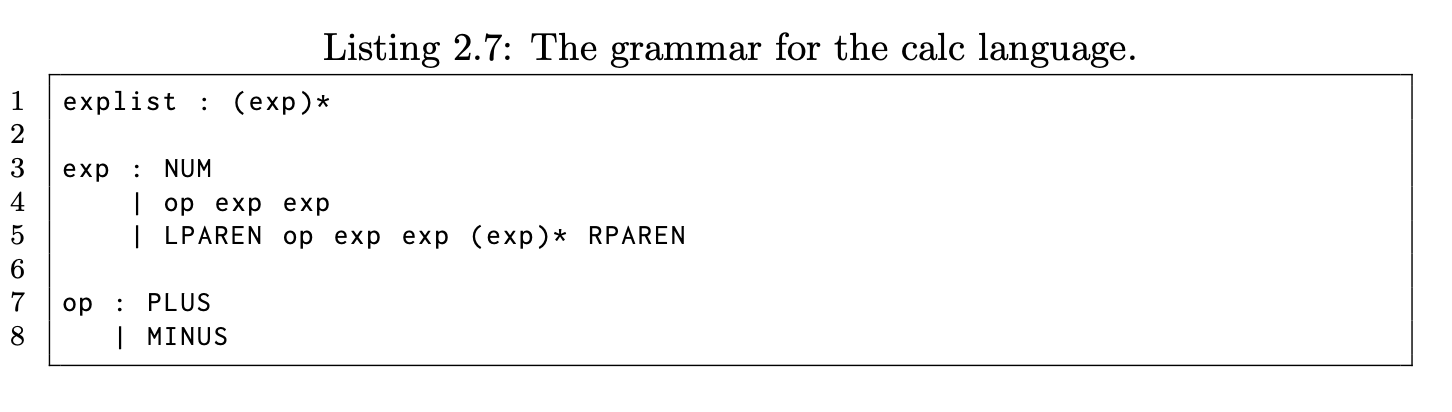 Listing 2.7: The grammar for the calc language.
1 explist : (exp)*
2
3 exp : NUM
4     | op exp exp
5     | LPAREN op exp exp (exp)* RPAREN
6
7 op : PLUS
8    | MINUS